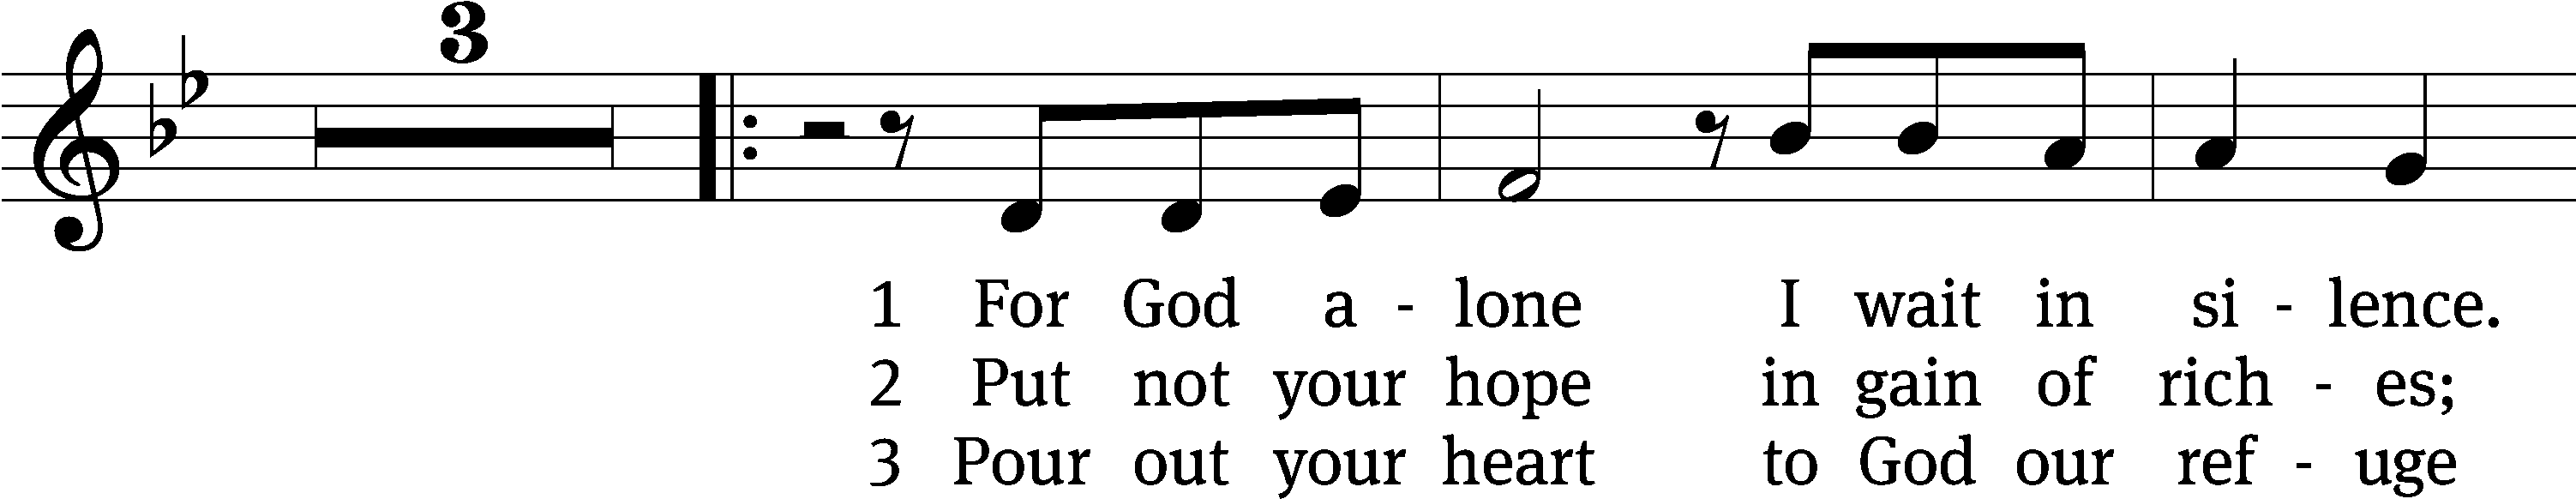 3
1 For God a - lone I wait in si - lence.
2 Put not your hope in gain of rich - es;
3 Pour out your heart to God our ref - uge